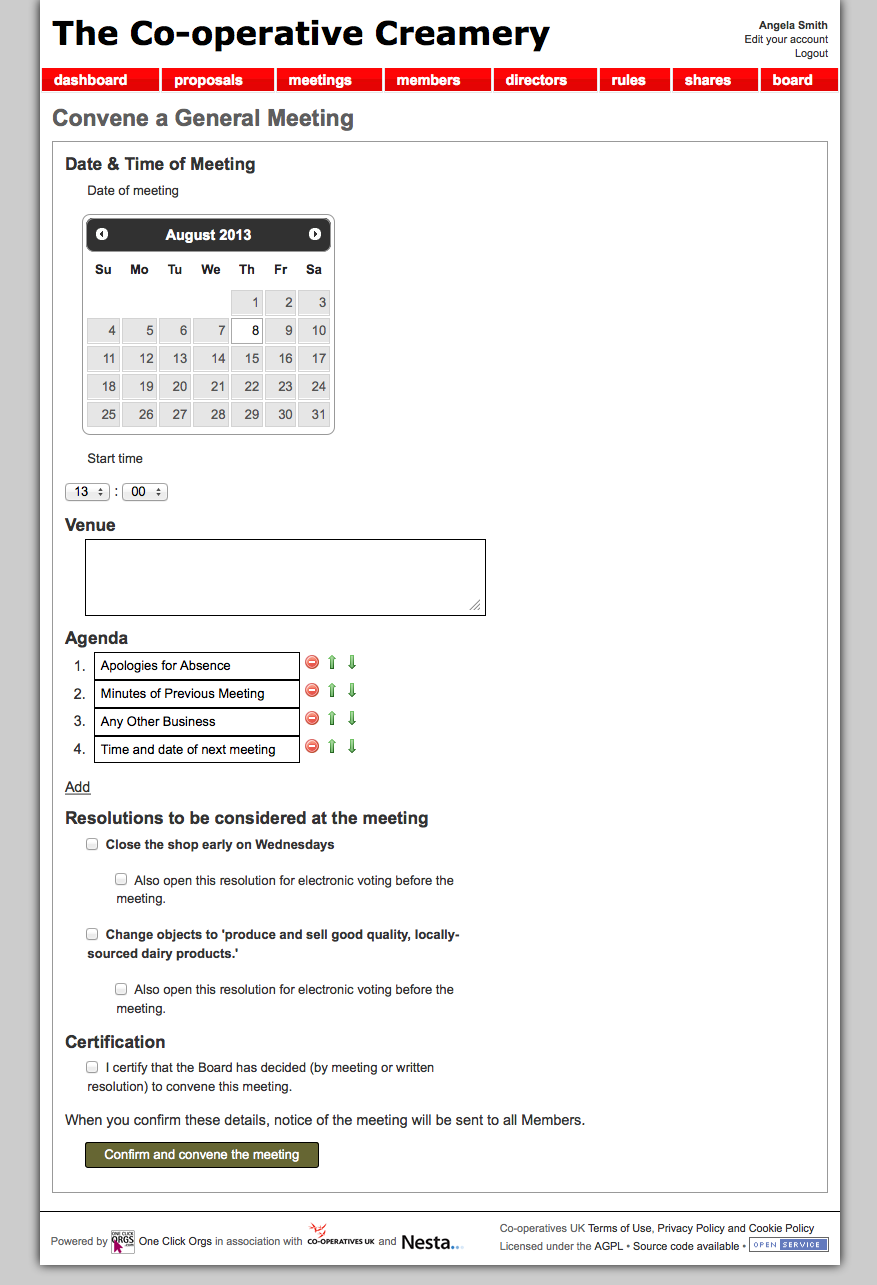 The Co-operative Creamery
Angela Smith
Edit your account
Logout
dashboard proposals meetings members directors rules shares board
Convene a General Meeting
Date & Time of Meeting
Date of meeting
August 2013
Su Mo Tu We Th Fr Sa
1 2 3
4 5 6 7 8 9 10
11 12 13 14 15 16 17
18 19 20 21 22 23 24
25 26 27 28 29 30 31
Start time
13 : 00
Venue
Agenda
1. Apologies for Absence
2. Minutes of Previous Meeting
3. Any Other Business
4. Time and date of next meeting
Add
Resolutions to be considered at the meeting
Close the shop early on Wednesdays
Also open this resolution for electronic voting before the
meeting.
Change objects to 'produce and sell good quality, locally-
sourced dairy products.'
Also open this resolution for electronic voting before the
meeting.
Certification
I certify that the Board has decided (by meeting or written
resolution) to convene this meeting.
When you confirm these details, notice of the meeting will be sent to all Members.
Confirm and convene the meeting
Powered by ONE CLICK ORGS .COM One Click Orgs in association with CO-OPERATIVES UK and Nesta...
Co-operatives UK Terms of Use, Privacy Policy and Cookie Policy
Licensed under the AGPL • Source code available • OPEN SERVICE